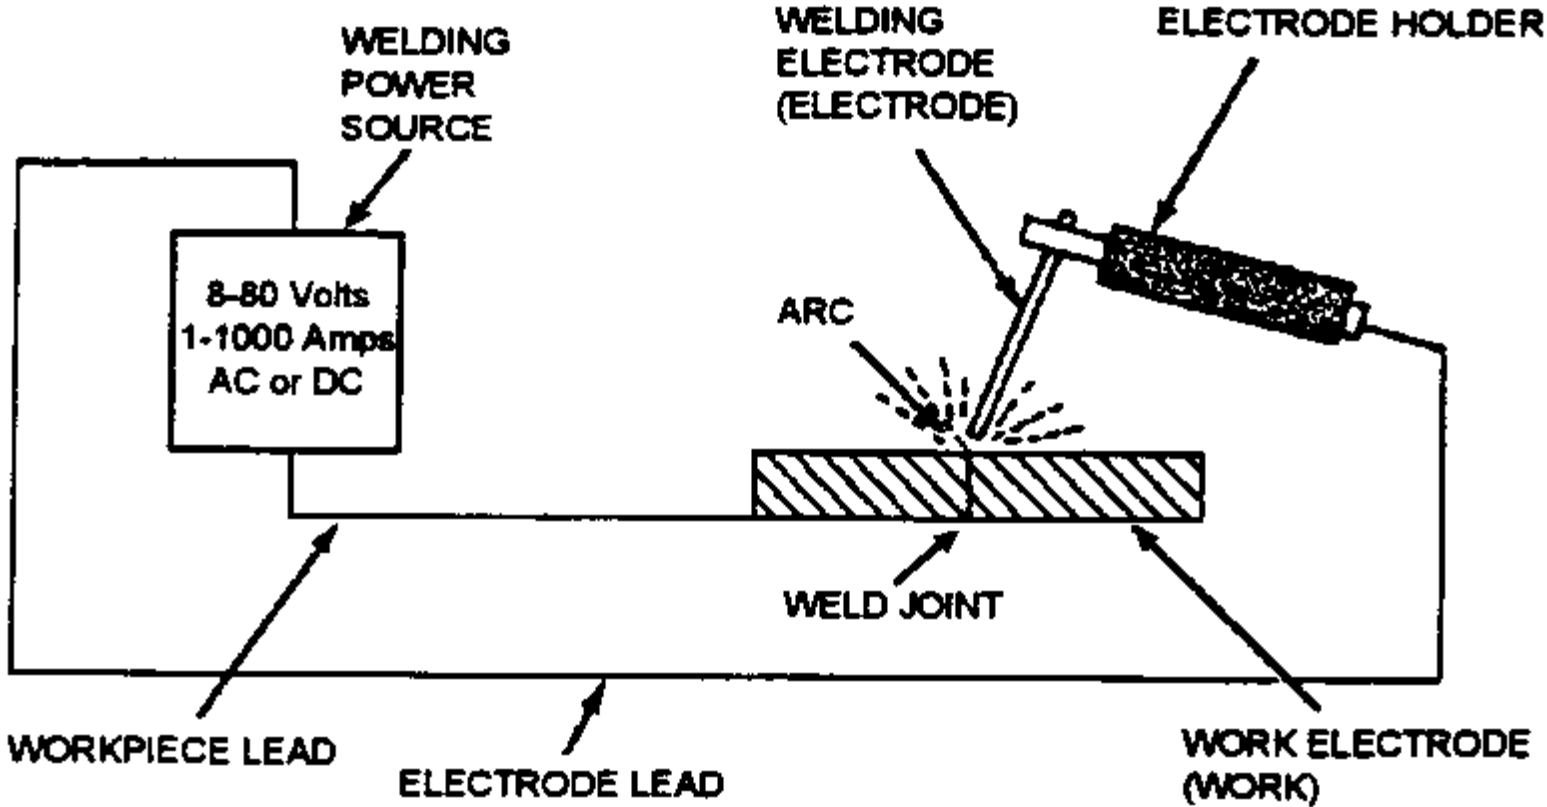 WELDING
POWER
SOURCE
WELDING
ELECTRODE
(ELECTRODE)
ELECTRODE HOLDER
8-80 Volts
1-1000 Amps
AC or DC
ARC
WELD JOINT
WORKPIECE LEAD
ELECTRODE LEAD
WORK ELECTRODE
(WORK)